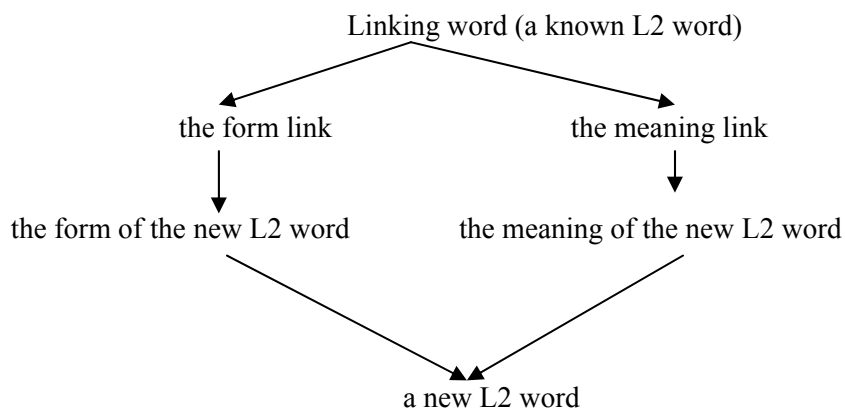 Linking word (a known L2 word)
the form link
the meaning link
the form of the new L2 word
the meaning of the new L2 word
a new L2 word